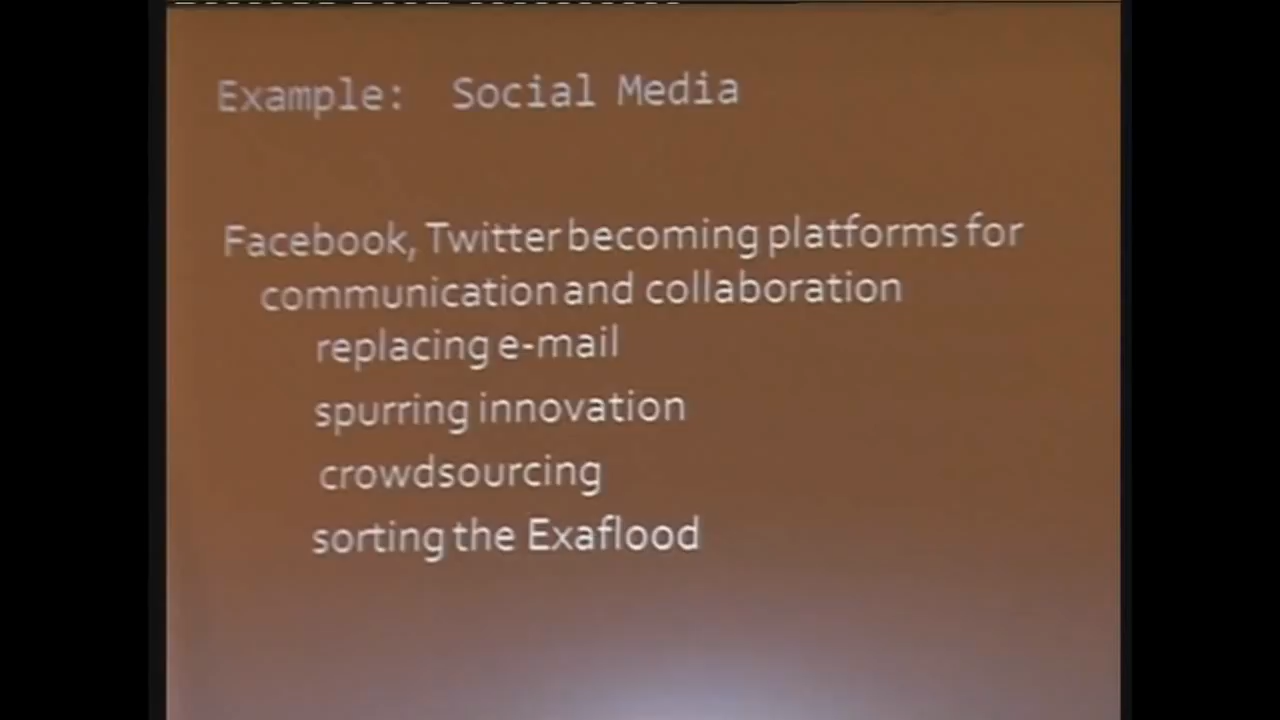 Example: Social Media
Facebook, Twitter becoming platforms for
communication and collaboration
replacing e-mail
spurring innovation
crowdsourcing
sorting the Exaflood